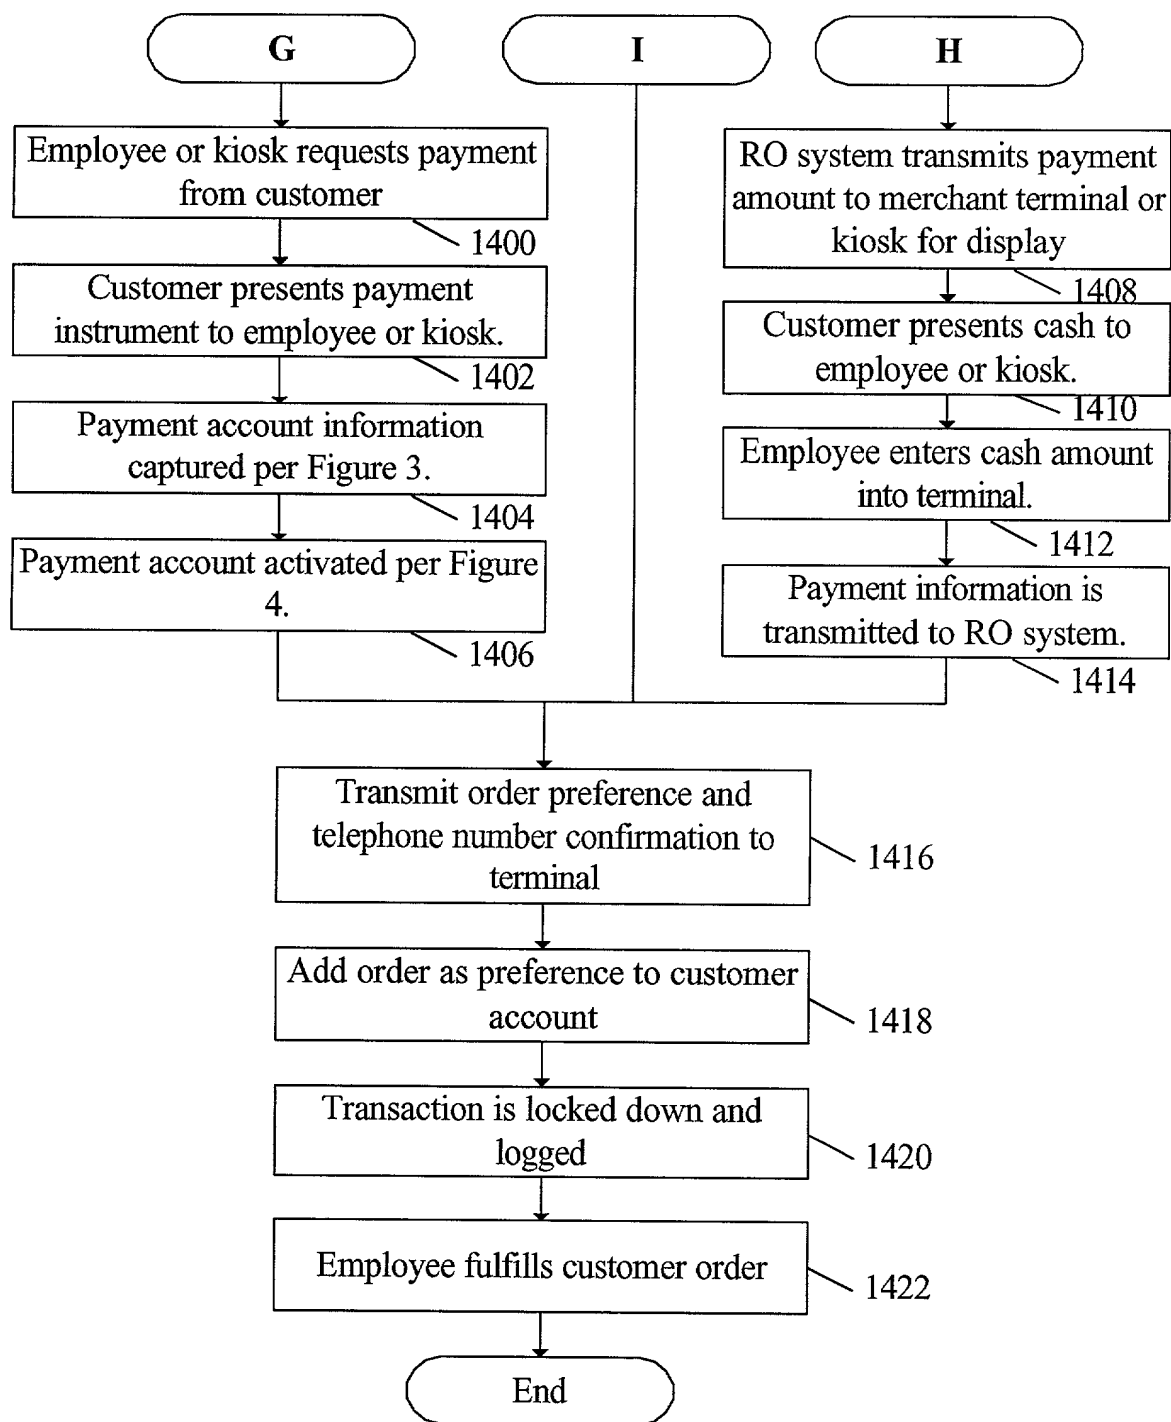 G
I
H
Employee or kiosk requests payment
from customer
1400
Customer presents payment
instrument to employee or kiosk.
1402
Payment account information
captured per Figure 3.
1404
Payment account activated per Figure
4.
1406
RO system transmits payment
amount to merchant terminal or
kiosk for display
1408
Customer presents cash to
employee or kiosk.
1410
Employee enters cash amount
into terminal.
1412
Payment information is
transmitted to RO system.
1414
Transmit order preference and
telephone number confirmation to
terminal
1416
Add order as preference to customer
account
1418
Transaction is locked down and
logged
1420
Employee fulfills customer order
1422
End